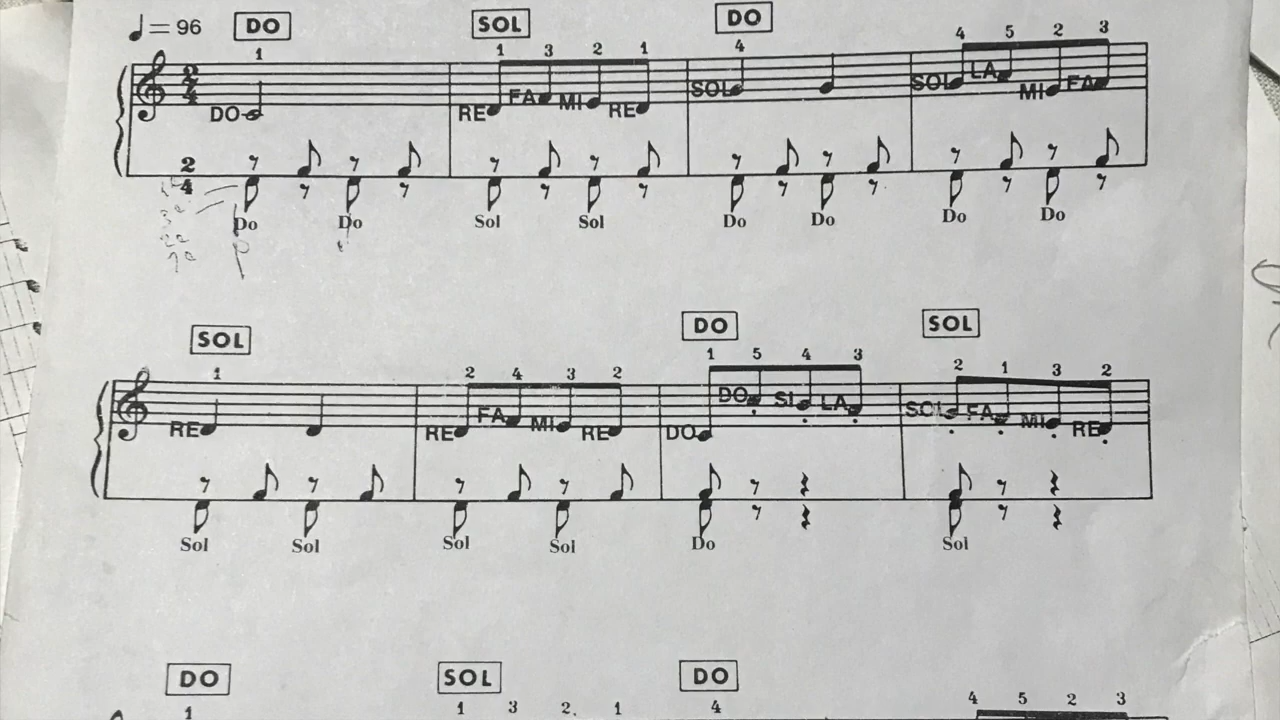 ♩= 96 DO SOL DO
1 1 3 2 1 4 4 5 2 3
2 4
DO RE FA MI RE SOL SOL LA MI FA
2
4
Do Do Sol Sol Do Do Do Do
SOL DO SOL
1 2 4 3 2 1 5 4 3 2 1 3 2
RE RE FA MI RE DO DO SI LA SOL FA MI RE
Sol Sol Sol Sol Do Sol
DO SOL DO
1 1 3 2 1 4 4 5 2 3